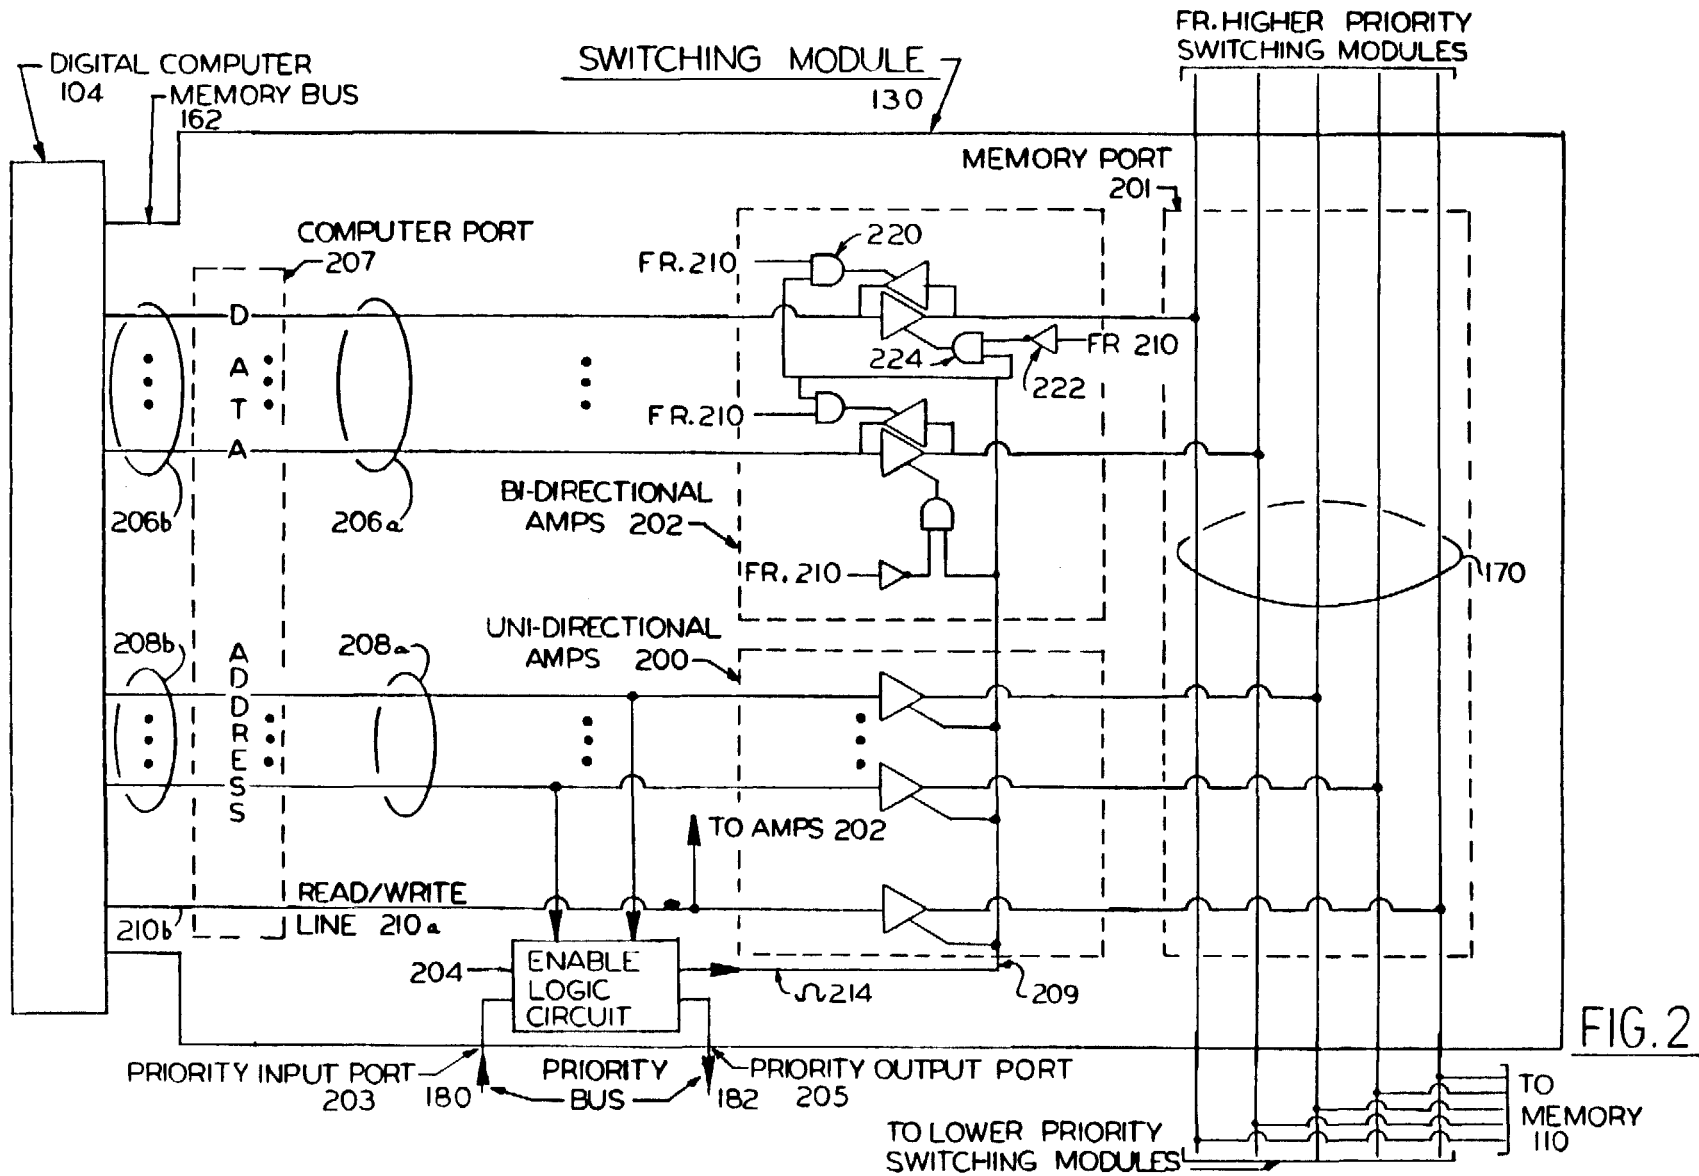 FR. HIGHER PRIORITY
SWITCHING MODULES
DIGITAL COMPUTER
104
MEMORY BUS
162
SWITCHING MODULE
130
MEMORY PORT
201
COMPUTER PORT
207
FR.210
220
DATA
224
222
FR 210
FR.210
BI-DIRECTIONAL
AMPS 202
206b
206a
FR.210
170
UNI-DIRECTIONAL
AMPS 200
208b
208a
ADDRESS
TO AMPS 202
READ/WRITE
LINE 210a
210b
204
ENABLE
LOGIC
CIRCUIT
214
209
FIG.2
PRIORITY INPUT PORT
203
180
PRIORITY
BUS
182
PRIORITY OUTPUT PORT
205
TO
MEMORY
110
TO LOWER PRIORITY
SWITCHING MODULES